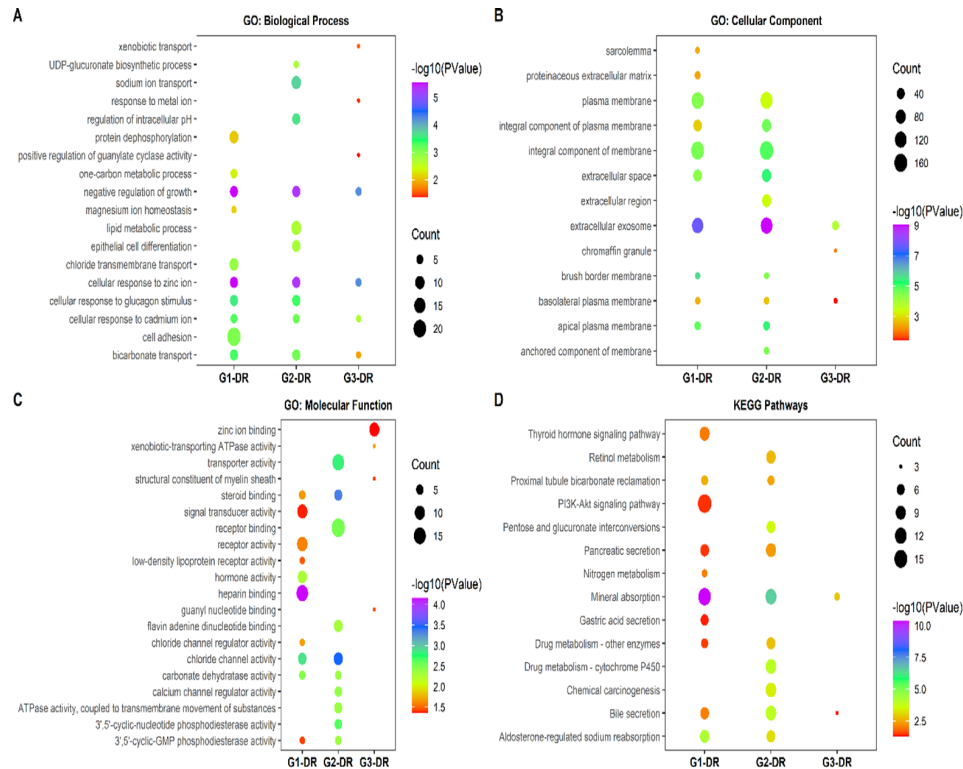 A
GO: Biological Process
xenobiotic transport
UDP-glucuronate biosynthetic process
sodium ion transport
response to metal ion
regulation of intracellular pH
protein dephosphorylation
positive regulation of guanylate cyclase activity
one-carbon metabolic process
negative regulation of growth
magnesium ion homeostasis
lipid metabolic process
epithelial cell differentiation
chloride transmembrane transport
cellular response to zinc ion
cellular response to glucagon stimulus
cellular response to cadmium ion
cell adhesion
bicarbonate transport
G1-DR G2-DR G3-DR
-log10(PValue)
5
4
3
2
Count
5
10
15
20
B
GO: Cellular Component
sarcolemma
proteinaceous extracellular matrix
plasma membrane
integral component of plasma membrane
integral component of membrane
extracellular space
extracellular region
extracellular exosome
chromaffin granule
brush border membrane
basolateral plasma membrane
apical plasma membrane
anchored component of membrane
G1-DR G2-DR G3-DR
Count
40
80
120
160
-log10(PValue)
9
7
5
3
C
GO: Molecular Function
zinc ion binding
xenobiotic-transporting ATPase activity
transporter activity
structural constituent of myelin sheath
steroid binding
signal transducer activity
receptor binding
receptor activity
low-density lipoprotein receptor activity
hormone activity
heparin binding
guanyl nucleotide binding
flavin adenine dinucleotide binding
chloride channel regulator activity
chloride channel activity
carbonate dehydratase activity
calcium channel regulator activity
ATPase activity, coupled to transmembrane movement of substances
3',5'-cyclic-nucleotide phosphodiesterase activity
3',5'-cyclic-GMP phosphodiesterase activity
G1-DR G2-DR G3-DR
Count
5
10
15
-log10(PValue)
4.0
3.5
3.0
2.5
2.0
1.5
D
KEGG Pathways
Thyroid hormone signaling pathway
Retinol metabolism
Proximal tubule bicarbonate reclamation
PI3K-Akt signaling pathway
Pentose and glucuronate interconversions
Pancreatic secretion
Nitrogen metabolism
Mineral absorption
Gastric acid secretion
Drug metabolism - other enzymes
Drug metabolism - cytochrome P450
Chemical carcinogenesis
Bile secretion
Aldosterone-regulated sodium reabsorption
G1-DR G2-DR G3-DR
Count
3
6
9
12
15
-log10(PValue)
10.0
7.5
5.0
2.5